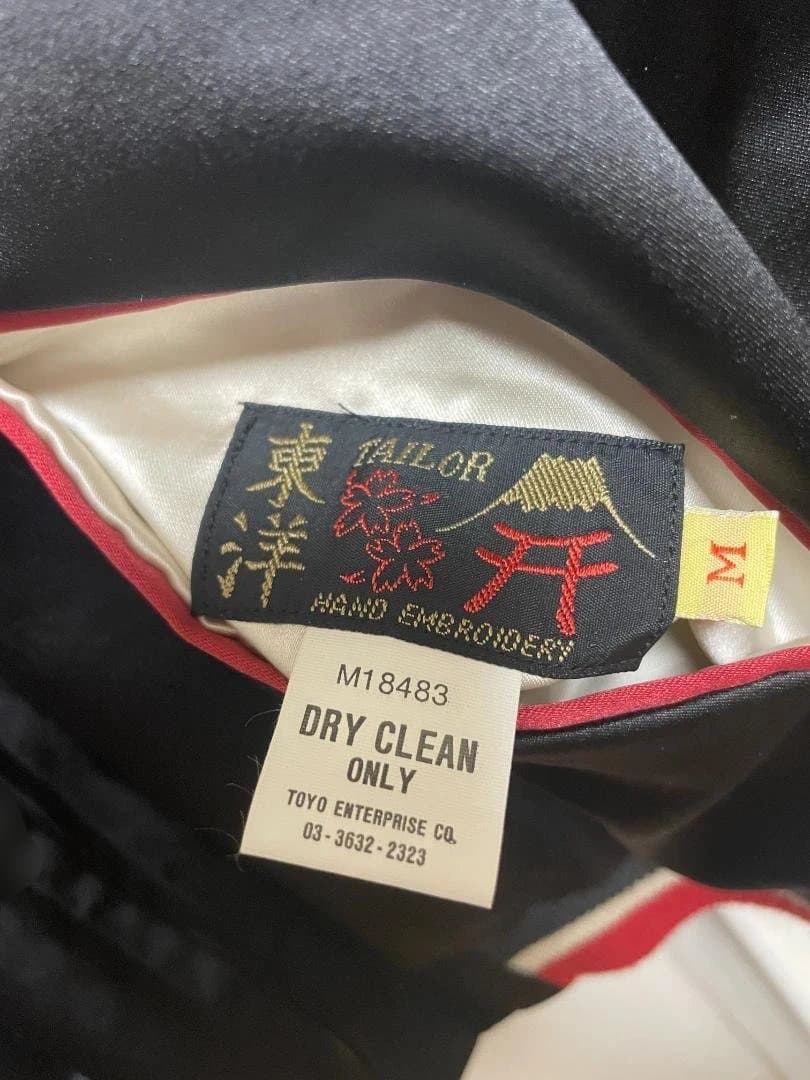 東洋
TAILOR
HAND EMBROIDERY
M
M18483
DRY CLEAN
ONLY
TOYO ENTERPRISE CO.
03-3632-2323